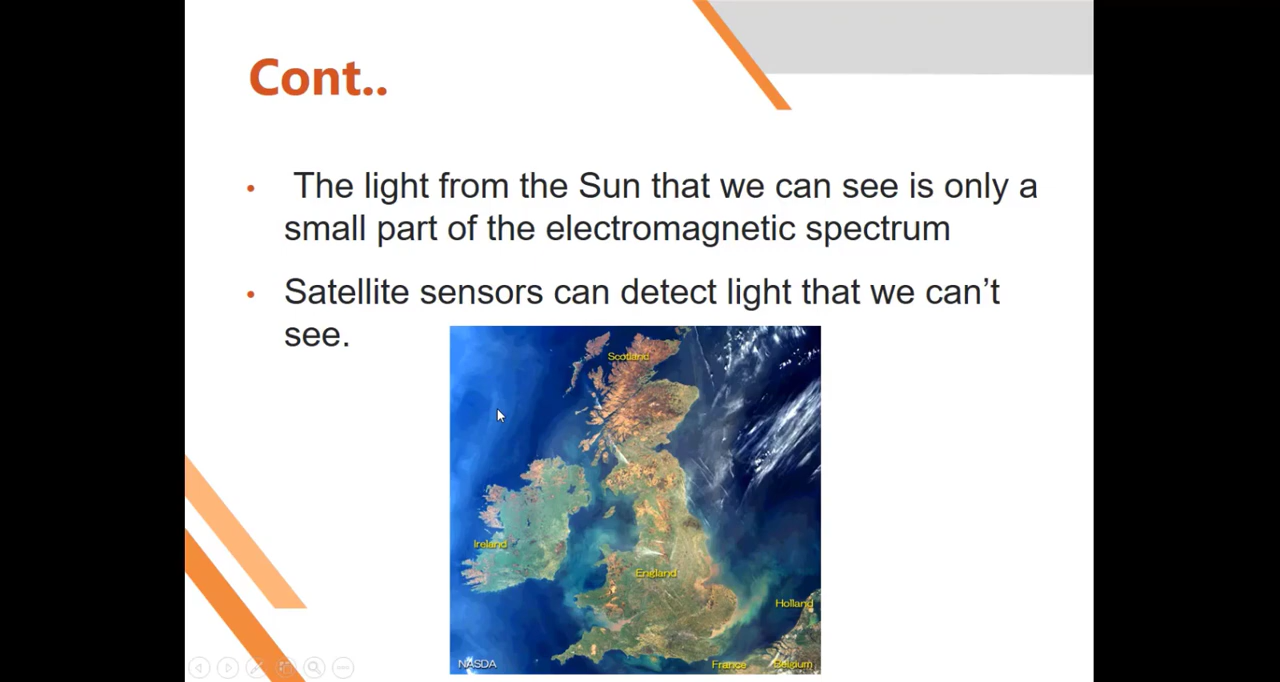 Cont..
• The light from the Sun that we can see is only a
small part of the electromagnetic spectrum
• Satellite sensors can detect light that we can’t
see.
Scotland
Ireland
England
Holland
NASDA
France
Belgium